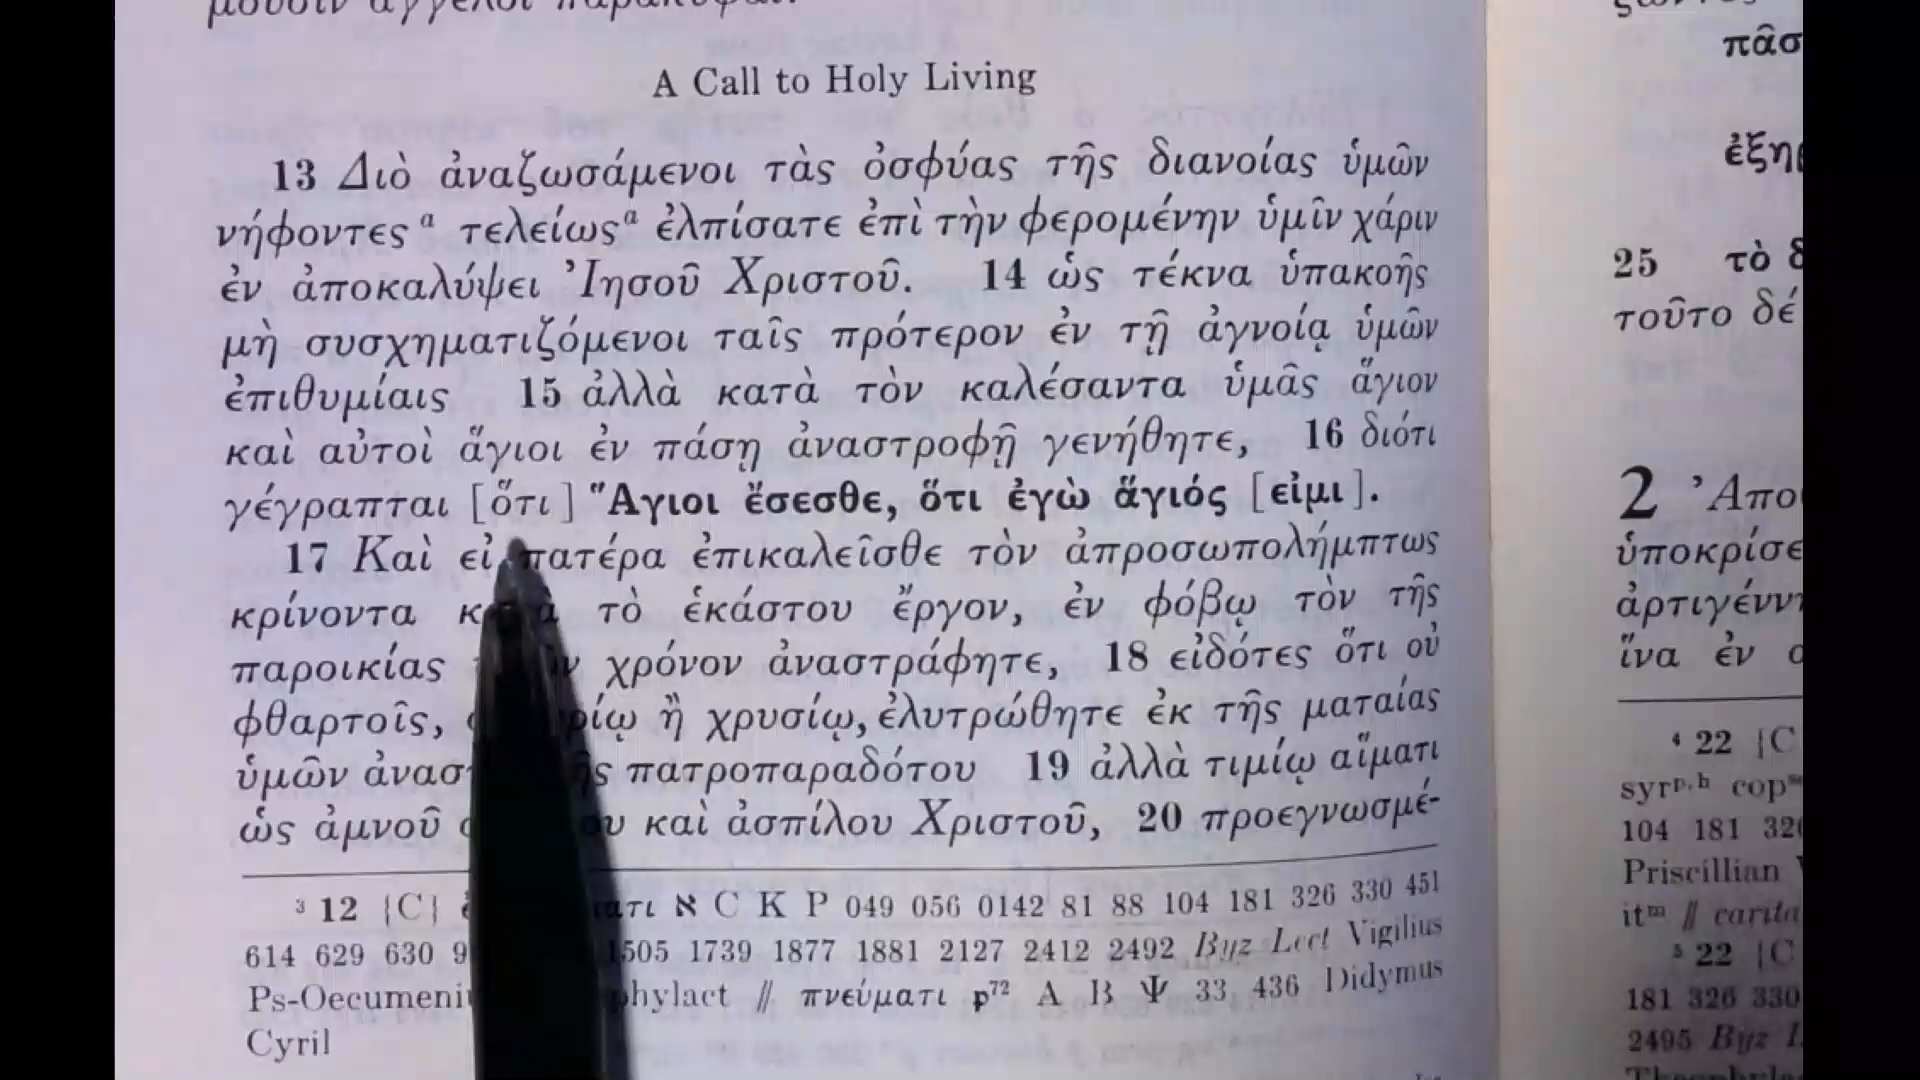 A Call to Holy Living
13 Διὸ ἀναζωσάμενοι τὰς ὀσφύας τῆς διανοίας ὑμῶν
νήφοντες ᵃ τελείως ᵃ ἐλπίσατε ἐπὶ τὴν φερομένην ὑμῖν χάριν
ἐν ἀποκαλύψει Ἰησοῦ Χριστοῦ. 14 ὡς τέκνα ὑπακοῆς
μὴ συσχηματιζόμενοι ταῖς πρότερον ἐν τῇ ἀγνοίᾳ ὑμῶν
ἐπιθυμίαις 15 ἀλλὰ κατὰ τὸν καλέσαντα ὑμᾶς ἅγιον
καὶ αὐτοὶ ἅγιοι ἐν πάσῃ ἀναστροφῇ γενήθητε, 16 διότι
γέγραπται [ὅτι] Ἅγιοι ἔσεσθε, ὅτι ἐγὼ ἅγιός [εἰμι].
17 Καὶ εἰ πατέρα ἐπικαλεῖσθε τὸν ἀπροσωπολήμπτως
κρίνοντα τὸ ἑκάστου ἔργον, ἐν φόβῳ τὸν τῆς
παροικίας χρόνον ἀναστράφητε, 18 εἰδότες ὅτι οὐ
φθαρτοῖς, ἢ χρυσίῳ, ἐλυτρώθητε ἐκ τῆς ματαίας
ὑμῶν πατροπαραδότου 19 ἀλλὰ τιμίῳ αἵματι
ὡς ἀμνοῦ καὶ ἀσπίλου Χριστοῦ, 20 προεγνωσμέ-
³ 12 {C} א C K P 049 056 0142 81 88 104 181 326 330 451
614 629 630 1505 1739 1877 1881 2127 2412 2492 Byz Lect Vigilius
// πνεύματι p⁷² A B Ψ 33 436 Didymus
Cyril
πᾶσ
ἐξη
25 τὸ
τοῦτο δέ
2 Ἀπο
ὑποκρίσε
ἀρτιγένν
ἵνα ἐν
⁴ 22 {C
syrᵖ·ʰ cop
104 181 326
Priscillian
itᵐ // carita
⁵ 22 {C
181 326 330
2495 Byz